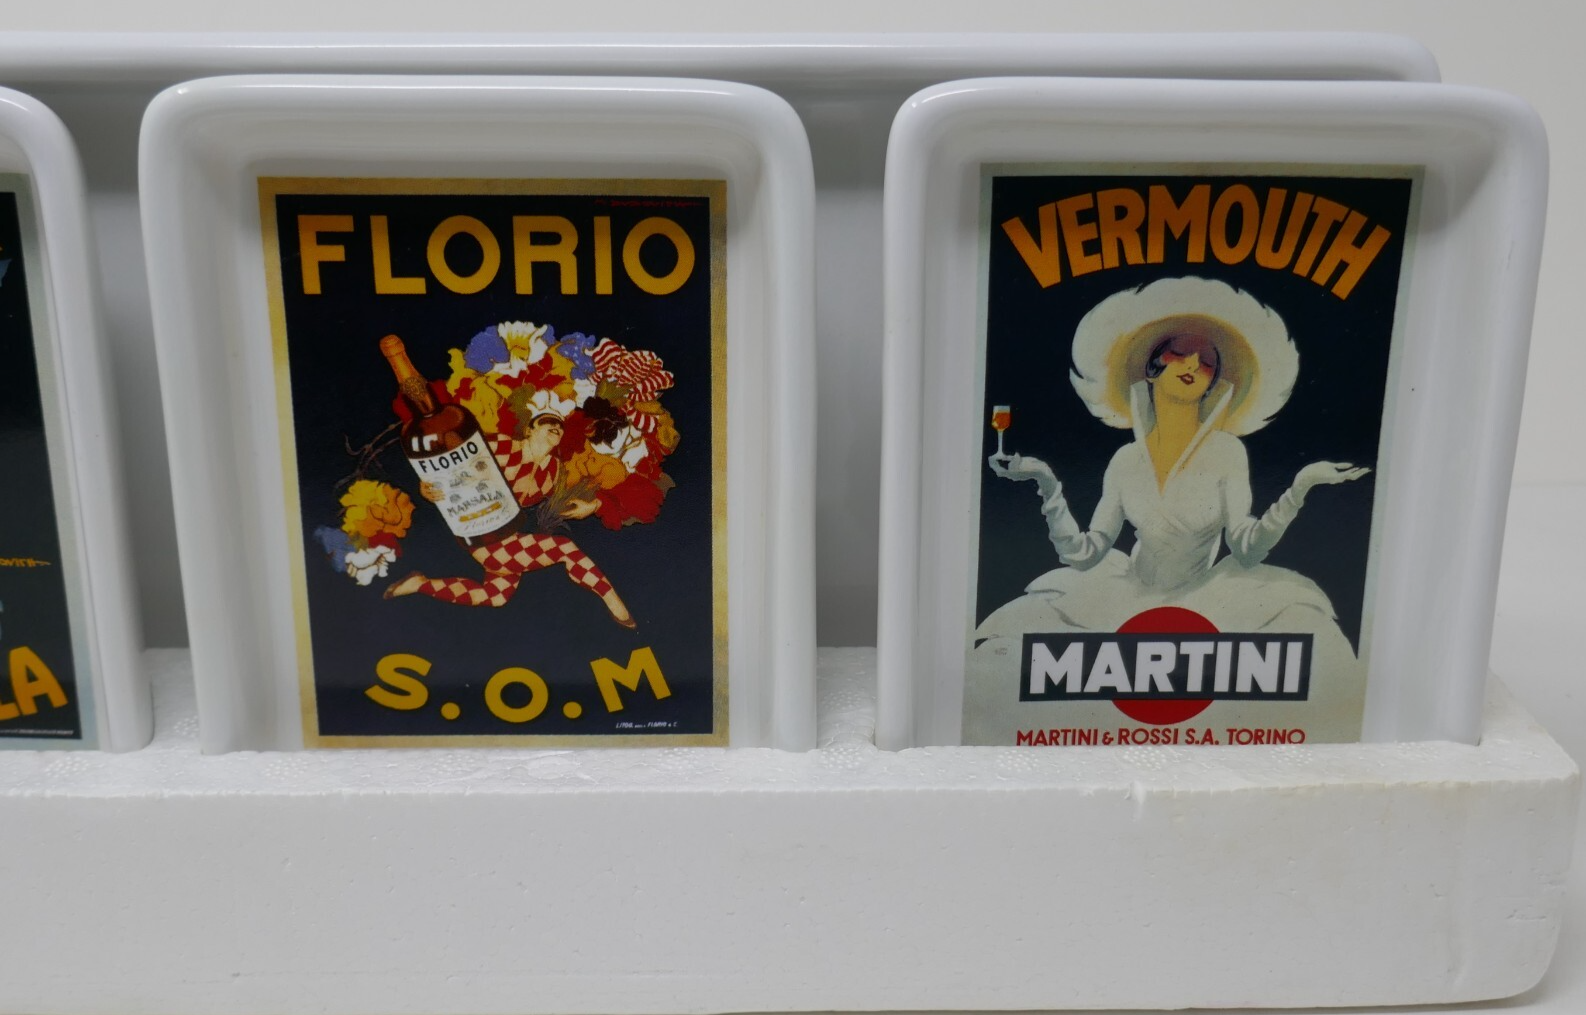 LA
FLORIO
FLORIO
MARSALA
S.O.M
VERMOUTH
MARTINI
MARTINI & ROSSI S.A. TORINO